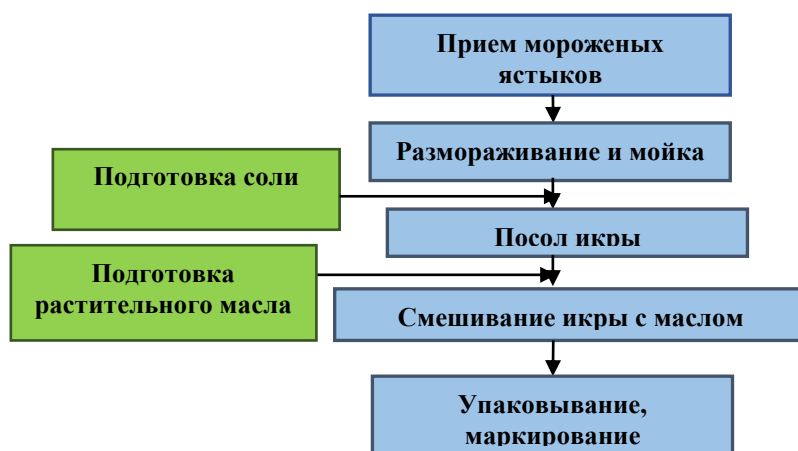 Прием мороженых
ястыков
Размораживание и мойка
Подготовка соли
Посол икры
Подготовка
растительного масла
Смешивание икры с маслом
Упаковывание,
маркирование